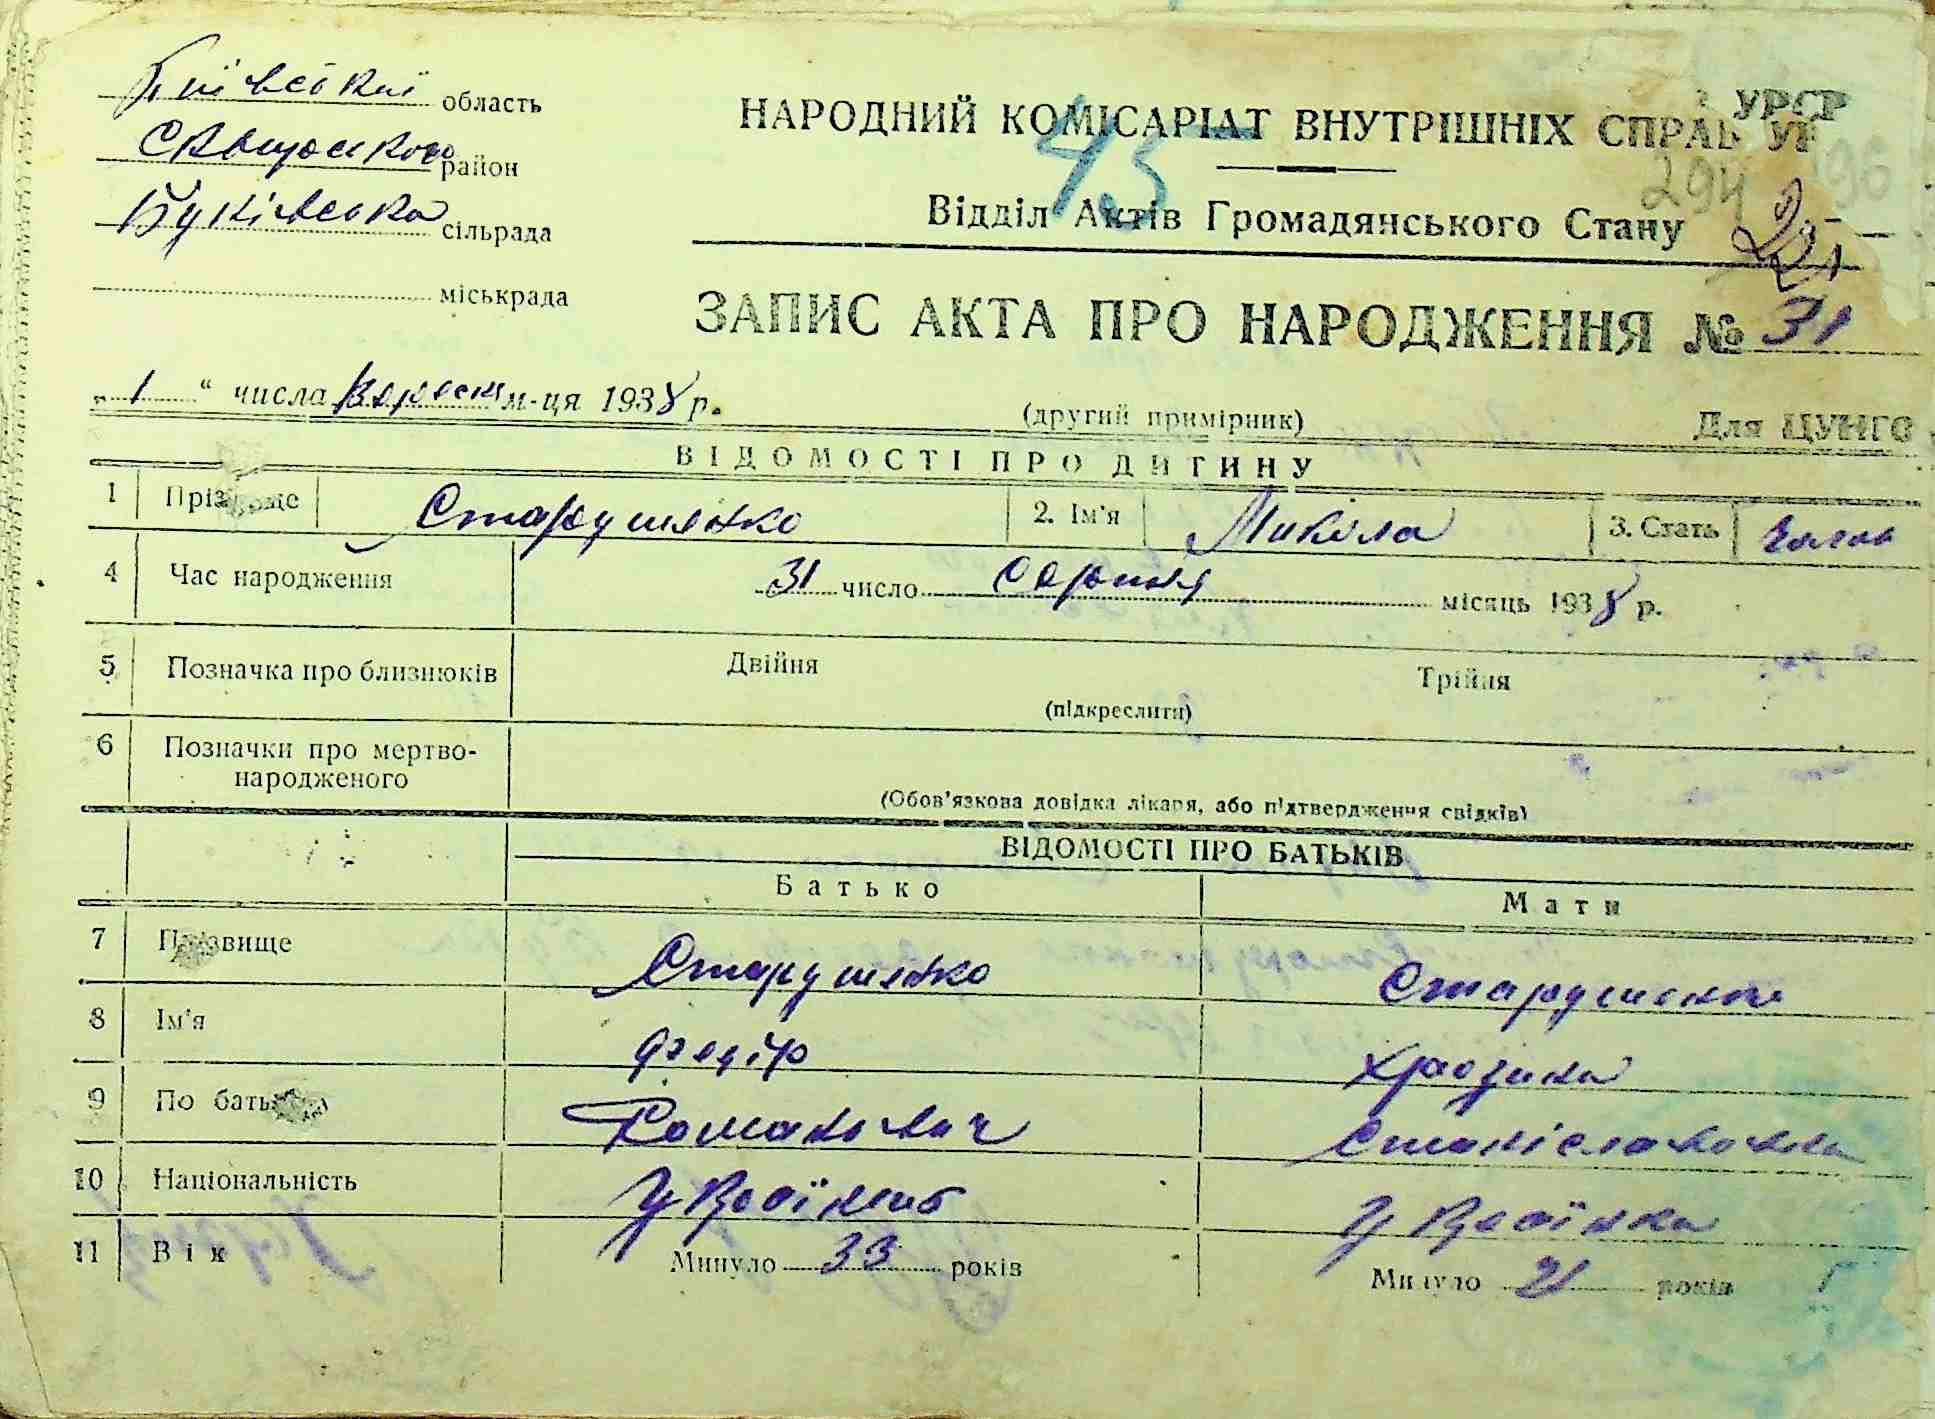 Київської область
Сквирського район
Буківська сільрада
міськрада
УРСР
НАРОДНИЙ КОМІСАРІАТ ВНУТРІШНІХ СПРАВ УР
43
294 96
Відділ Актів Громадянського Стану
ЗАПИС АКТА ПРО НАРОДЖЕННЯ № 31
„ 1 “ числа Вересня м-ця 1938 р.
(другий примірник)
Для ЦУНГО
ВІДОМОСТІ ПРО ДИТИНУ
1 Прізвище Старушенко 2. Ім'я Микола 3. Стать Чолов
4 Час народження 31 число Серпня місяць 1938 р.
5 Позначка про близнюків Двійня Трійня
(підкреслити)
6 Позначки про мертво-
народженого
(Обов'язкова довідка лікаря, або підтвердження свідків)
ВІДОМОСТІ ПРО БАТЬКІВ
Батько Мати
7 Прізвище Старушенко Старушенко
8 Ім'я Федір
9 По батькові Романович Станіславовна
10 Національність Українець Українка
11 Вік Минуло 33 років Минуло 21 років